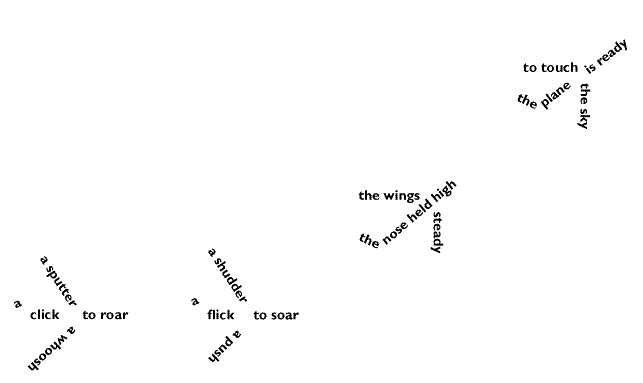 a sputter
a
click
to roar
a whoosh
a shudder
a
flick
to soar
a push
the wings
steady
the nose held high
the plane is ready
to touch
the sky